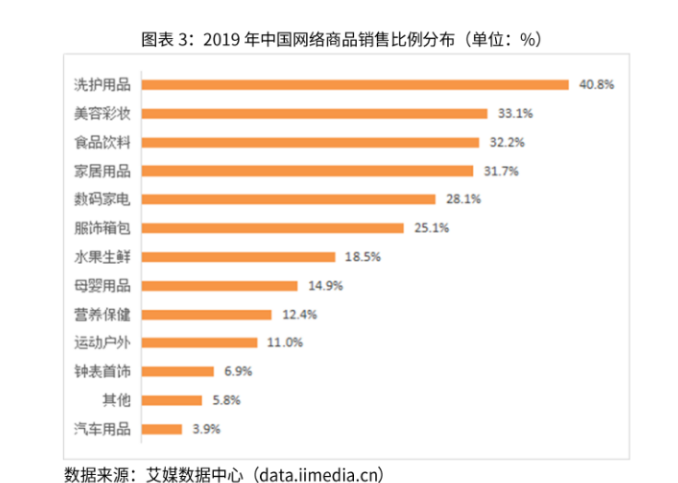 图表 3：2019 年中国网络商品销售比例分布（单位：%）
洗护用品 40.8%
美容彩妆 33.1%
食品饮料 32.2%
家居用品 31.7%
数码家电 28.1%
服饰箱包 25.1%
水果生鲜 18.5%
母婴用品 14.9%
营养保健 12.4%
运动户外 11.0%
钟表首饰 6.9%
其他 5.8%
汽车用品 3.9%
数据来源：艾媒数据中心（data.iimedia.cn）